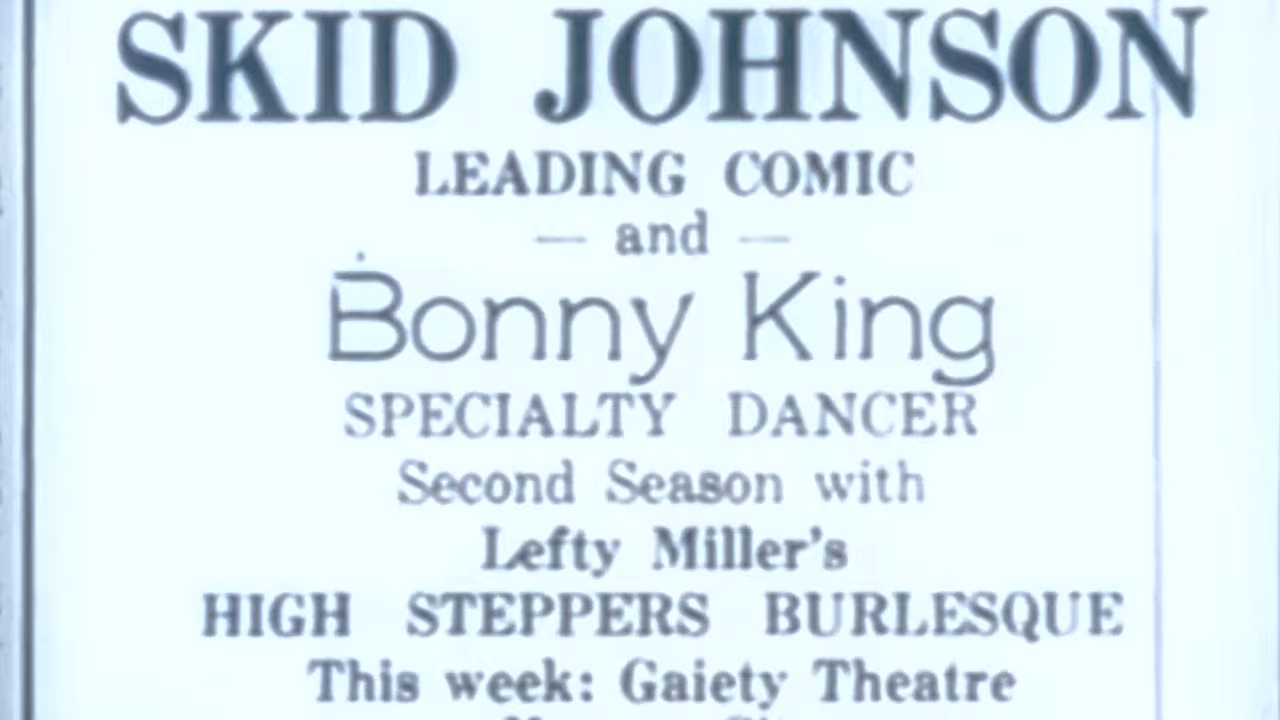 SKID JOHNSON
LEADING COMIC
— and —
Bonny King
SPECIALTY DANCER
Second Season with
Lefty Miller's
HIGH STEPPERS BURLESQUE
This week: Gaiety Theatre